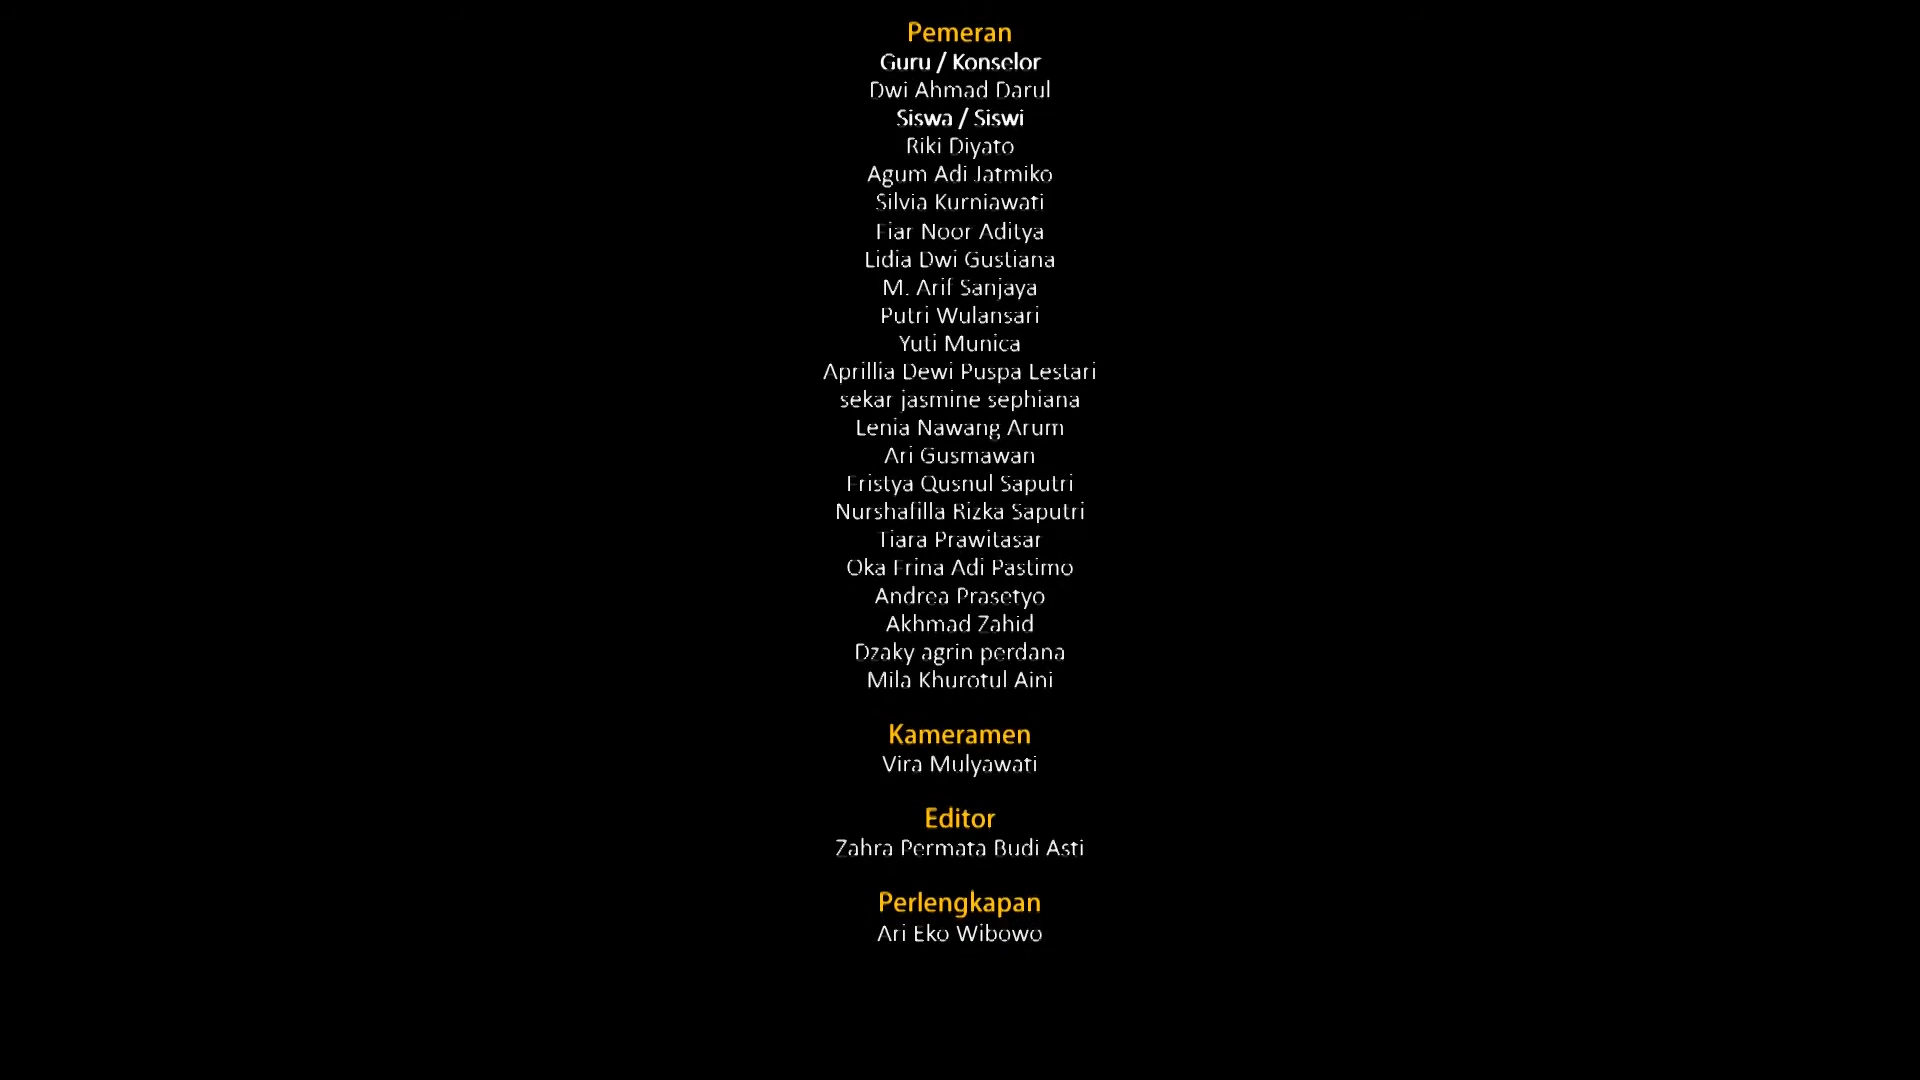 Pemeran
Guru / Konselor
Dwi Ahmad Darul
Siswa / Siswi
Riki Diyato
Agum Adi Jatmiko
Silvia Kurniawati
Fiar Noor Aditya
Lidia Dwi Gustiana
M. Arif Sanjaya
Putri Wulansari
Yuti Munica
Aprillia Dewi Puspa Lestari
sekar jasmine sephiana
Lenia Nawang Arum
Ari Gusmawan
Fristya Qusnul Saputri
Nurshafilla Rizka Saputri
Tiara Prawitasar
Oka Frina Adi Pastimo
Andrea Prasetyo
Akhmad Zahid
Dzaky agrin perdana
Mila Khurotul Aini
Kameramen
Vira Mulyawati
Editor
Zahra Permata Budi Asti
Perlengkapan
Ari Eko Wibowo